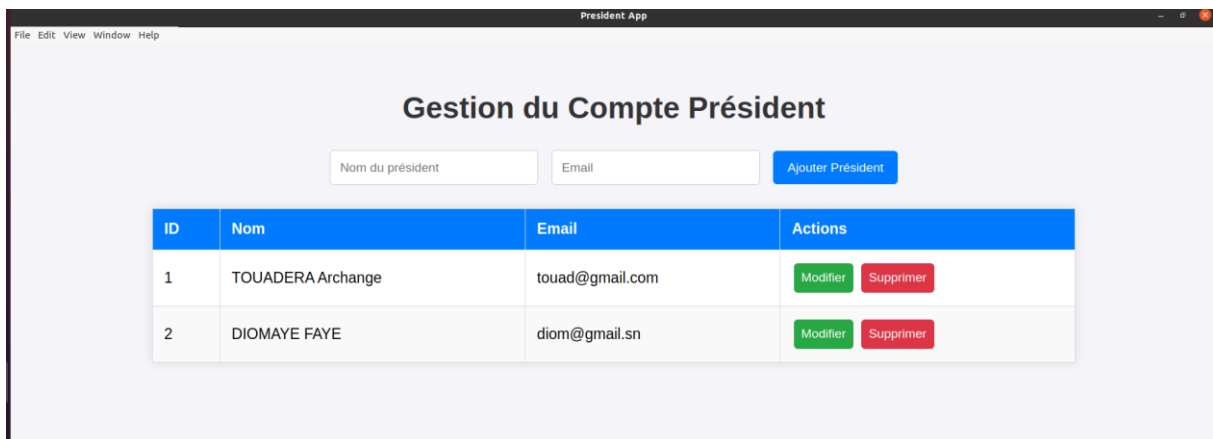 President App
File Edit View Window Help
Gestion du Compte Président
Nom du président Email Ajouter Président
ID Nom Email Actions
1 TOUADERA Archange touad@gmail.com Modifier Supprimer
2 DIOMAYE FAYE diom@gmail.sn Modifier Supprimer